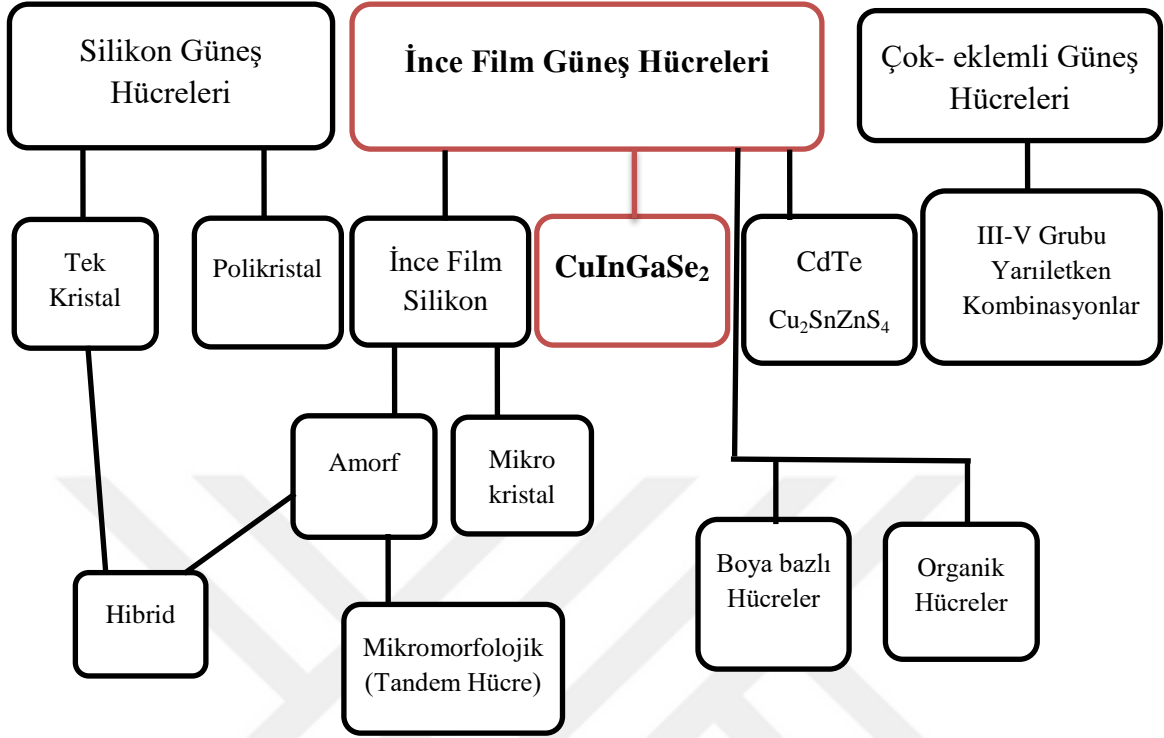 Silikon Güneş
Hücreleri
İnce Film Güneş Hücreleri
Çok- eklemli Güneş
Hücreleri
Tek
Kristal
Polikristal
İnce Film
Silikon
CuInGaSe₂
CdTe
Cu₂SnZnS₄
III-V Grubu
Yarıiletken
Kombinasyonlar
Amorf
Mikro
kristal
Hibrid
Mikromorfolojik
(Tandem Hücre)
Boya bazlı
Hücreler
Organik
Hücreler